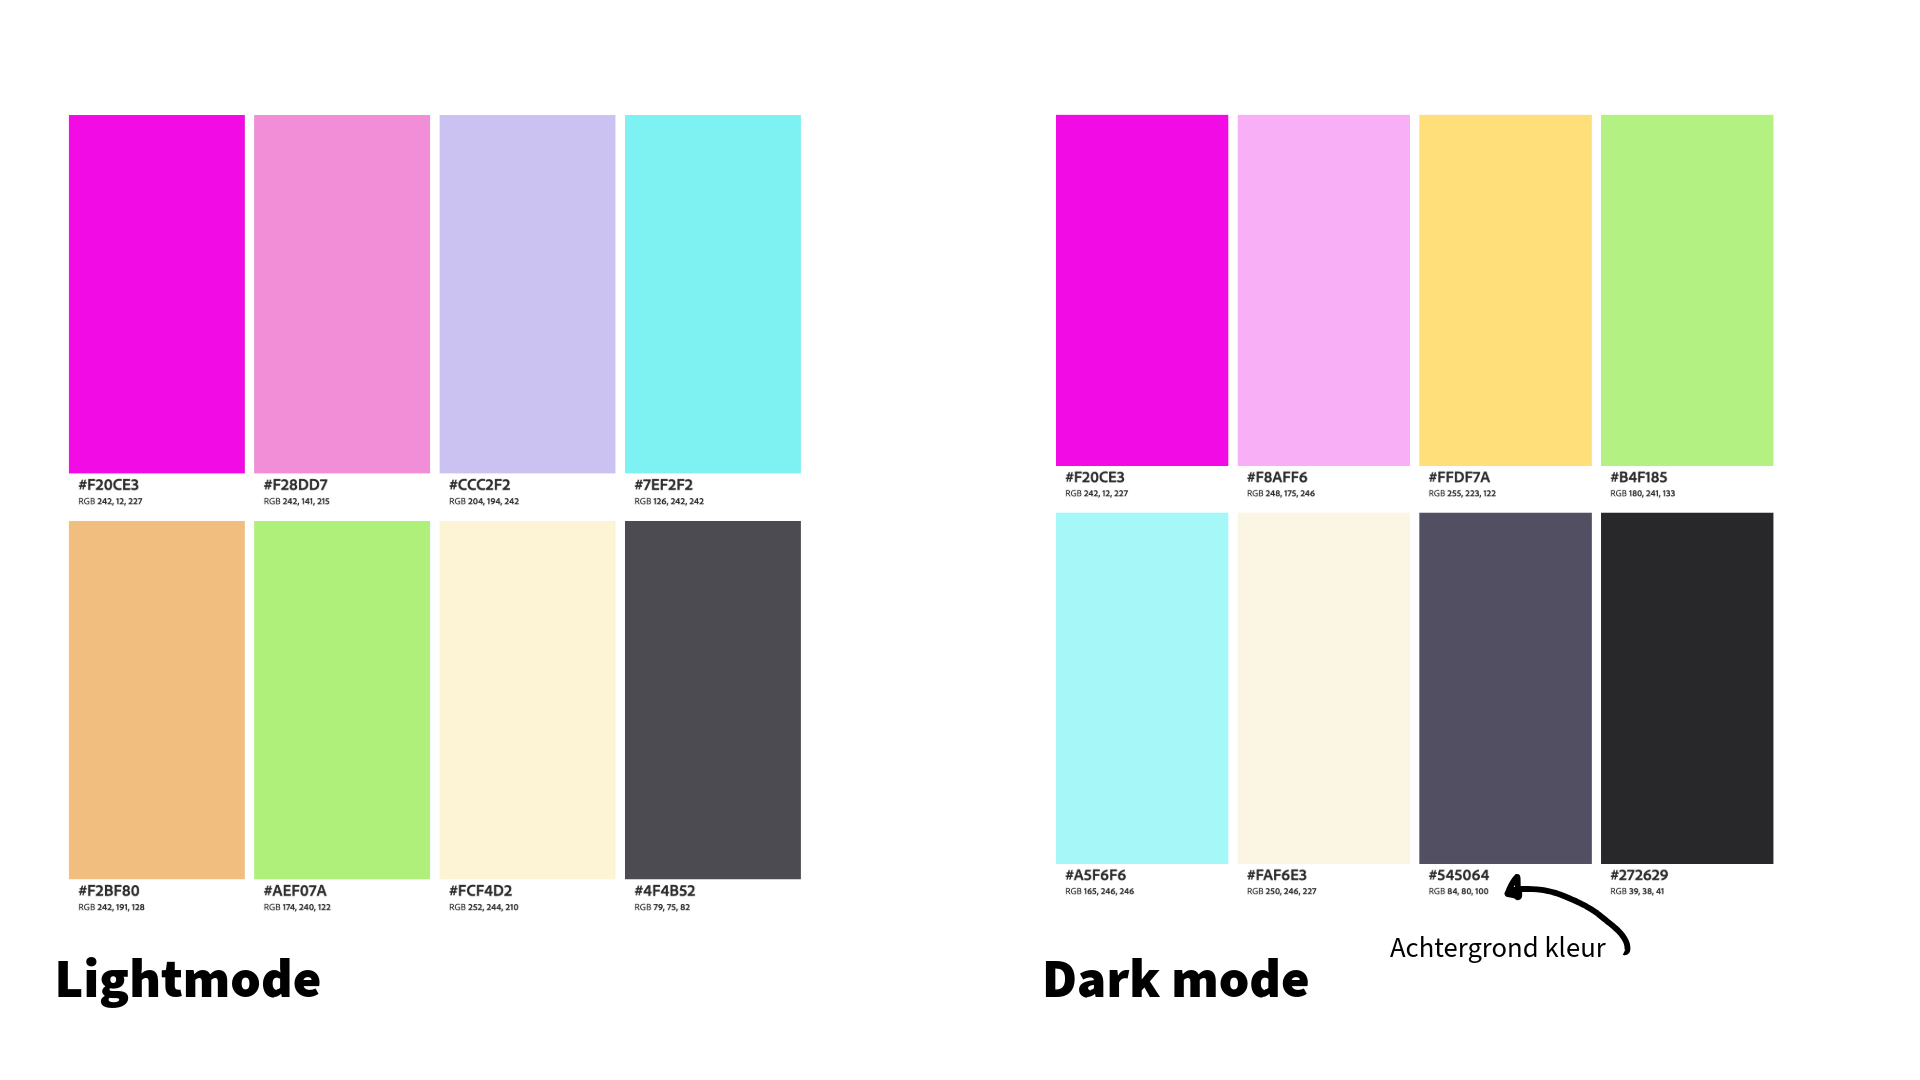 #F20CE3
RGB 242, 12, 227
#F28DD7
RGB 242, 141, 215
#CCC2F2
RGB 204, 194, 242
#7EF2F2
RGB 126, 242, 242
#F2BF80
RGB 242, 191, 128
#AEF07A
RGB 174, 240, 122
#FCF4D2
RGB 252, 244, 210
#4F4B52
RGB 79, 75, 82
Lightmode
#F20CE3
RGB 242, 12, 227
#F8AFF6
RGB 248, 175, 246
#FFDF7A
RGB 255, 223, 122
#B4F185
RGB 180, 241, 133
#A5F6F6
RGB 165, 246, 246
#FAF6E3
RGB 250, 246, 227
#545064
RGB 84, 80, 100
#272629
RGB 39, 38, 41
Achtergrond kleur
Dark mode